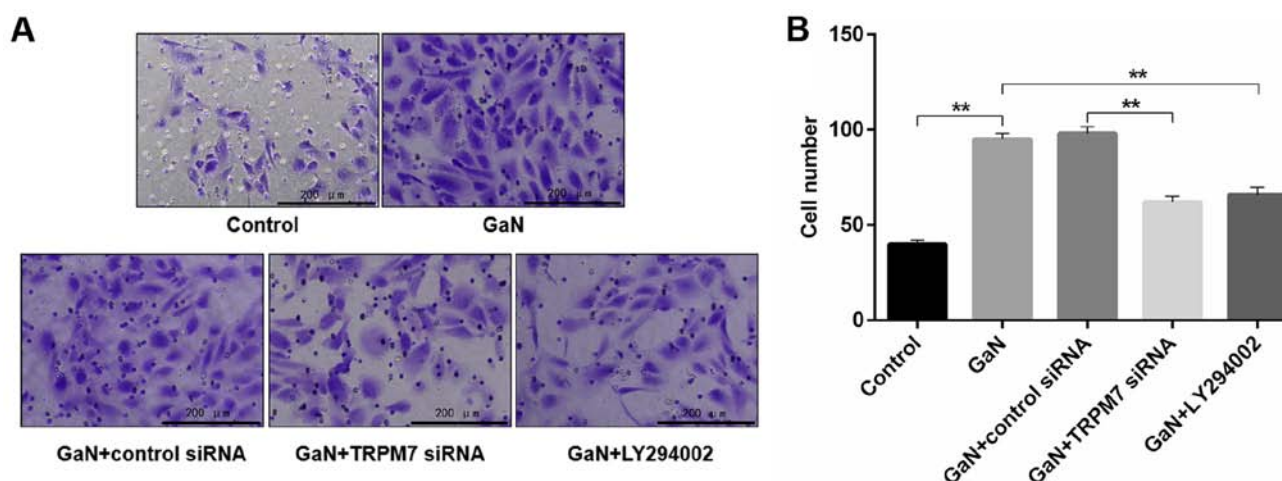 A
200 μm
200 μm
Control
GaN
200 μm
200 μm
200 μm
GaN+control siRNA
GaN+TRPM7 siRNA
GaN+LY294002
B
150
100
50
0
Cell number
**
**
**
Control
GaN
GaN+control siRNA
GaN+TRPM7 siRNA
GaN+LY294002